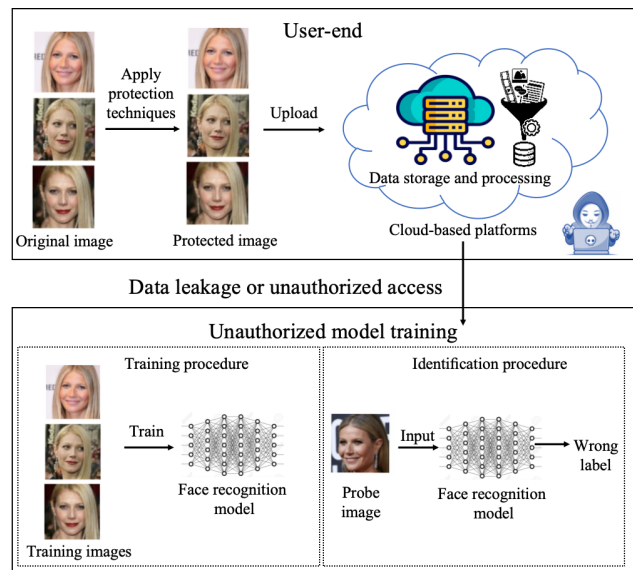 User-end
Apply
protection
techniques
Upload
Data storage and processing
Original image
Protected image
Cloud-based platforms
Data leakage or unauthorized access
Unauthorized model training
Training procedure
Train
Face recognition
model
Training images
Identification procedure
Input
Wrong
label
Probe
image
Face recognition
model